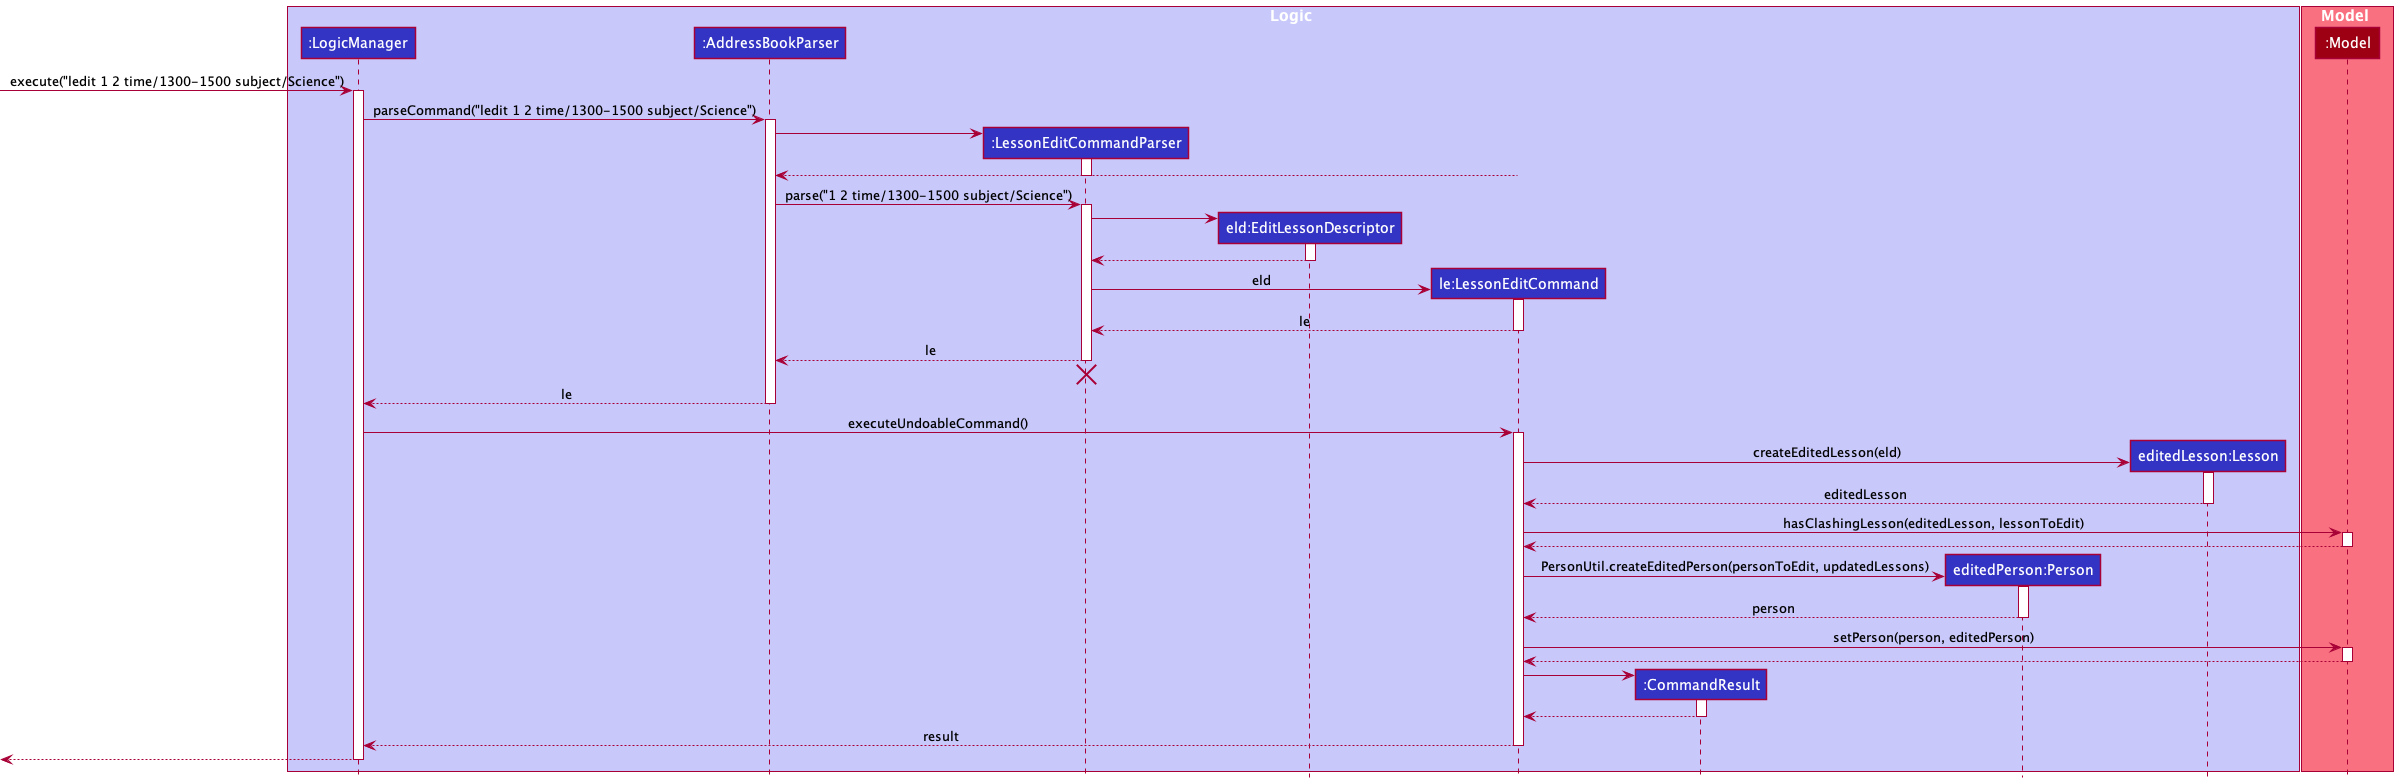 Logic
Model
:LogicManager
:AddressBookParser
:Model
execute("ledit 1 2 time/1300-1500 subject/Science")
parseCommand("ledit 1 2 time/1300-1500 subject/Science")
:LessonEditCommandParser
parse("1 2 time/1300-1500 subject/Science")
eld:EditLessonDescriptor
eld
le:LessonEditCommand
le
le
le
executeUndoableCommand()
createEditedLesson(eld)
editedLesson:Lesson
editedLesson
hasClashingLesson(editedLesson, lessonToEdit)
PersonUtil.createEditedPerson(personToEdit, updatedLessons)
editedPerson:Person
person
setPerson(person, editedPerson)
:CommandResult
result